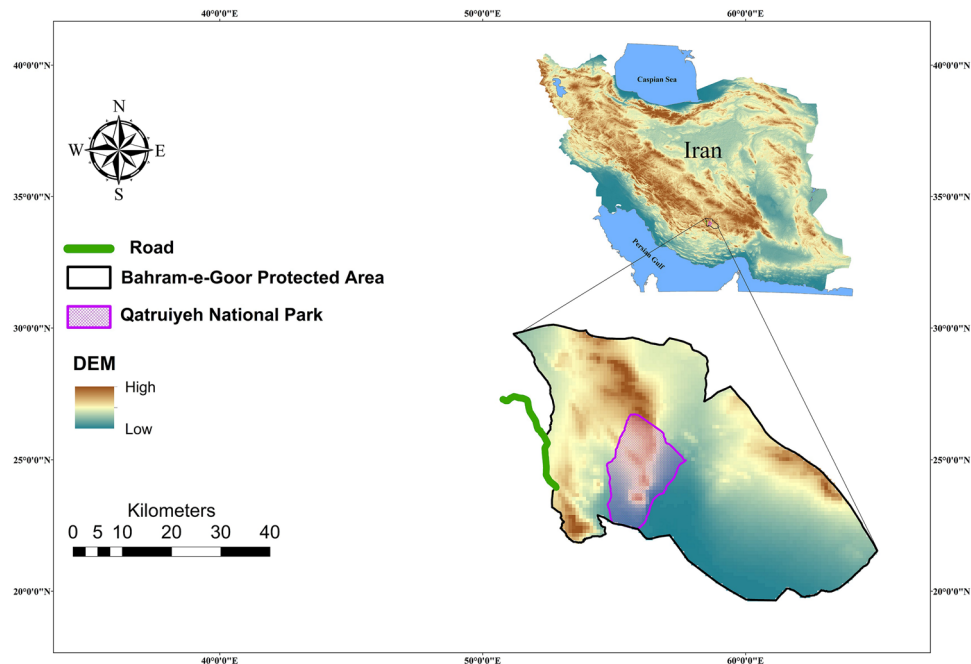 40°0'0"E 50°0'0"E 60°0'0"E
40°0'0"N 40°0'0"N
Caspian Sea
N
W E
S
Iran
35°0'0"N 35°0'0"N
Persian Gulf
Road
Bahram-e-Goor Protected Area
Qatruiyeh National Park
30°0'0"N 30°0'0"N
DEM
High
Low
25°0'0"N 25°0'0"N
Kilometers
0 5 10 20 30 40
20°0'0"N 20°0'0"N
40°0'0"E 50°0'0"E 60°0'0"E